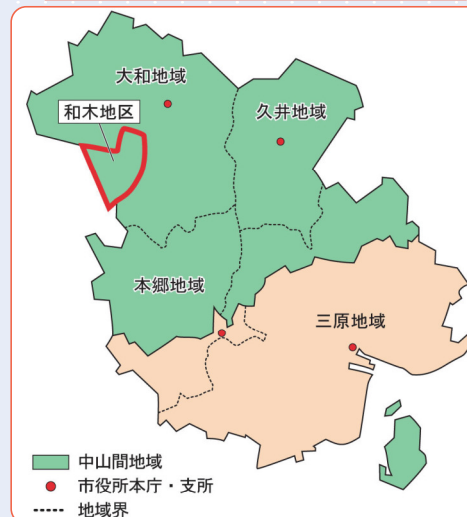 大和地域
久井地域
和木地区
本郷地域
三原地域
中山間地域
市役所本庁・支所
地域界